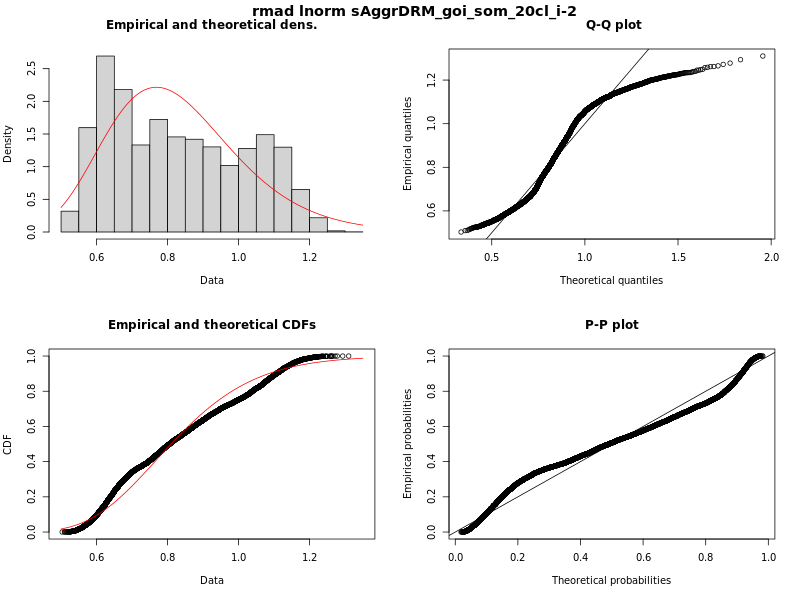 rmad lnorm sAggrDRM_goi_som_20cl_i-2
Empirical and theoretical dens.
Density
0.0 0.5 1.0 1.5 2.0 2.5
0.6 0.8 1.0 1.2
Data
Q-Q plot
Empirical quantiles
0.6 0.8 1.0 1.2
0.5 1.0 1.5 2.0
Theoretical quantiles
Empirical and theoretical CDFs
CDF
0.0 0.2 0.4 0.6 0.8 1.0
0.6 0.8 1.0 1.2
Data
P-P plot
Empirical probabilities
0.0 0.2 0.4 0.6 0.8 1.0
0.0 0.2 0.4 0.6 0.8 1.0
Theoretical probabilities